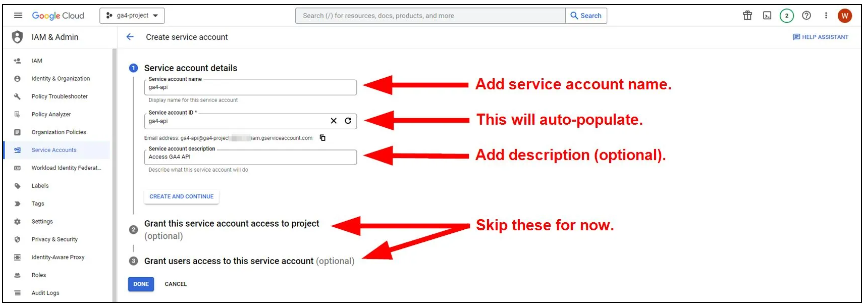 Google Cloud
ga4-project
Search (/) for resources, docs, products, and more
Search
2
W
IAM & Admin
Create service account
HELP ASSISTANT
IAM
Identity & Organization
Policy Troubleshooter
Policy Analyzer
Organization Policies
Service Accounts
Workload Identity Federat...
Labels
Tags
Settings
Privacy & Security
Identity-Aware Proxy
Roles
Audit Logs
1 Service account details
Service account name
ga4-api
Display name for this service account
Service account ID *
ga4-api
Email address: ga4-api@ga4-project iam.gserviceaccount.com
Service account description
Access GA4 API
Describe what this service account will do
CREATE AND CONTINUE
2 Grant this service account access to project
(optional)
3 Grant users access to this service account (optional)
DONE CANCEL
Add service account name.
This will auto-populate.
Add description (optional).
Skip these for now.